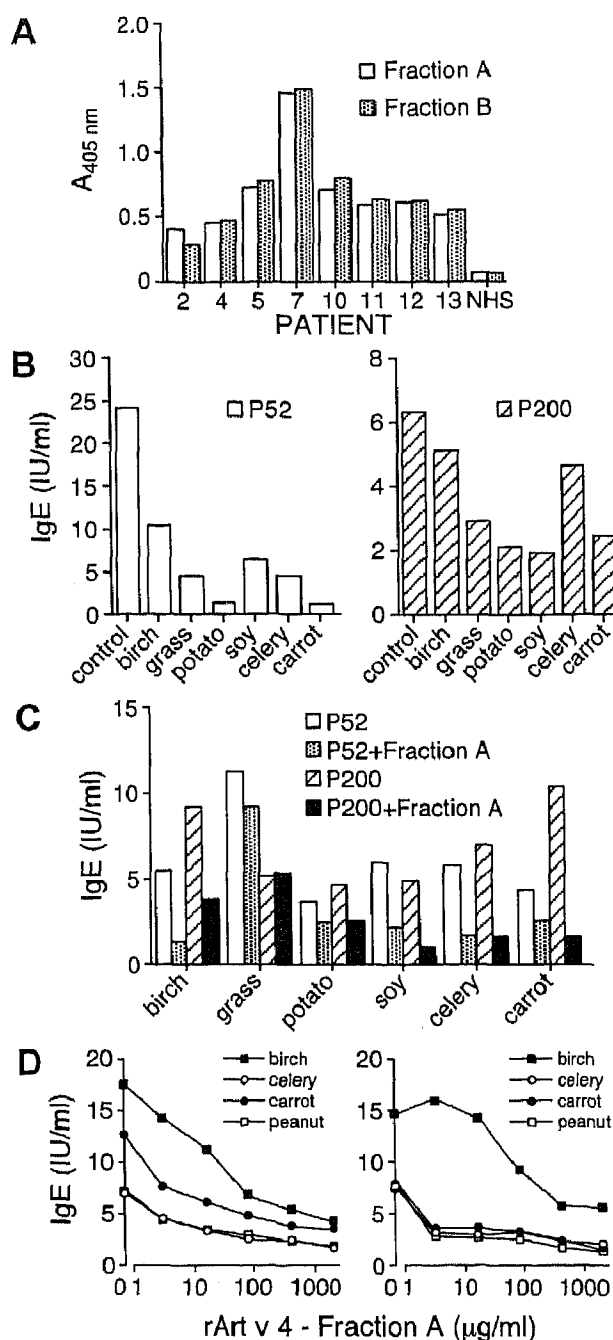 A
2.0
1.5
1.0
0.5
0
A405 nm
Fraction A
Fraction B
2 4 5 7 10 11 12 13 NHS
PATIENT
B
30
25
20
15
10
5
0
IgE (IU/ml)
P52
control birch grass potato soy celery carrot
8
6
4
2
0
P200
control birch grass potato soy celery carrot
C
15
10
5
0
IgE (IU/ml)
P52
P52+Fraction A
P200
P200+Fraction A
birch grass potato soy celery carrot
D
20
15
10
5
0
IgE (IU/ml)
birch
celery
carrot
peanut
0 1 10 100 1000
20
15
10
5
0
birch
celery
carrot
peanut
0 1 10 100 1000
rArt v 4 - Fraction A (μg/ml)